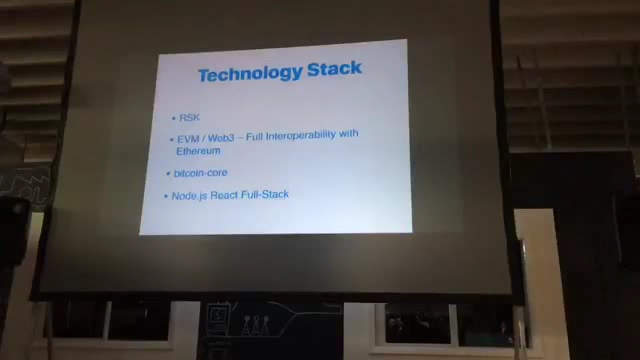 Technology Stack
• RSK
• EVM / Web3 – Full Interoperability with
Ethereum
• bitcoin-core
• Node.js React Full-Stack